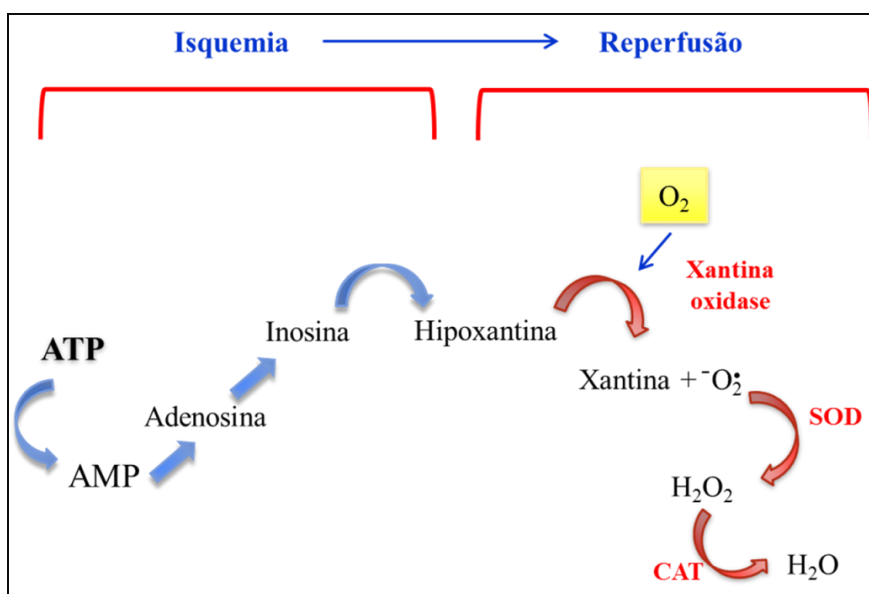 Isquemia
Reperfusão
O₂
Xantina
oxidase
Inosina
Hipoxantina
ATP
Xantina + ⁻O₂•
Adenosina
SOD
AMP
H₂O₂
CAT
H₂O